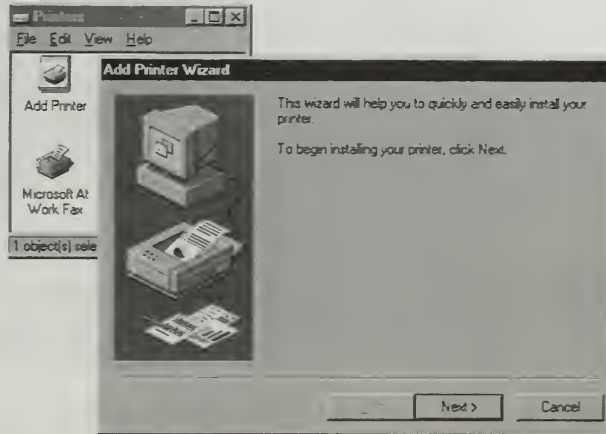 Printers
File Edit View Help
Add Printer
Microsoft At
Work Fax
1 object(s) sele
Add Printer Wizard
This wizard will help you to quickly and easily install your
printer.
To begin installing your printer, click Next.
Next >
Cancel